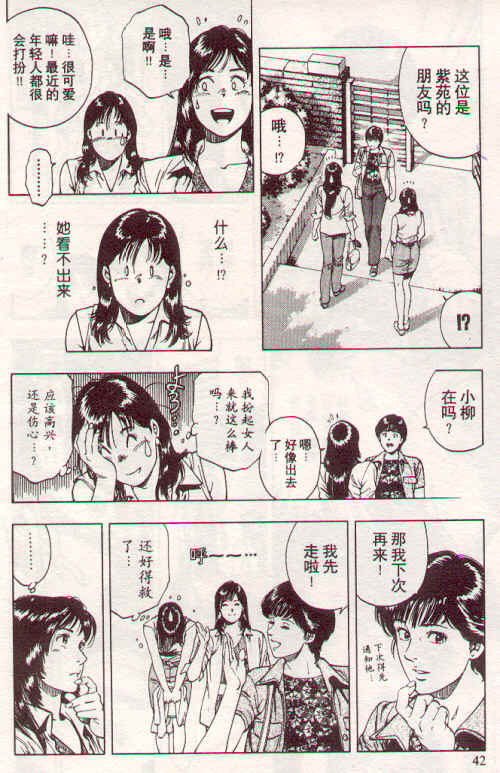 这位是
紫苑的
朋友吗?
哦…!?
!?
哦…是…
是啊!!
哇…很可爱
嘛!最近的
年轻人都很
会打扮!!
………
什么…!?
她看不出来
……?
小柳
在吗?
嗯…
好像出去
了…
我扮起女人
来就这么棒
吗…?
应该高兴,
还是伤心…?
那我下次
再来!
下次得先
通知他…
我先
走啦!
呼~~…
还好得救
了…
………
42